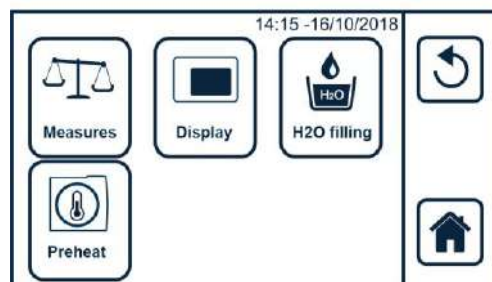 14:15 -16/10/2018
H2O
Measures
Display
H2O filling
Preheat